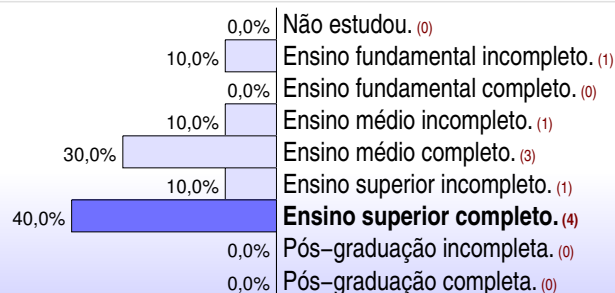 0,0% Não estudou. (0)
10,0% Ensino fundamental incompleto. (1)
0,0% Ensino fundamental completo. (0)
10,0% Ensino médio incompleto. (1)
30,0% Ensino médio completo. (3)
10,0% Ensino superior incompleto. (1)
40,0% Ensino superior completo. (4)
0,0% Pós−graduação incompleta. (0)
0,0% Pós−graduação completa. (0)